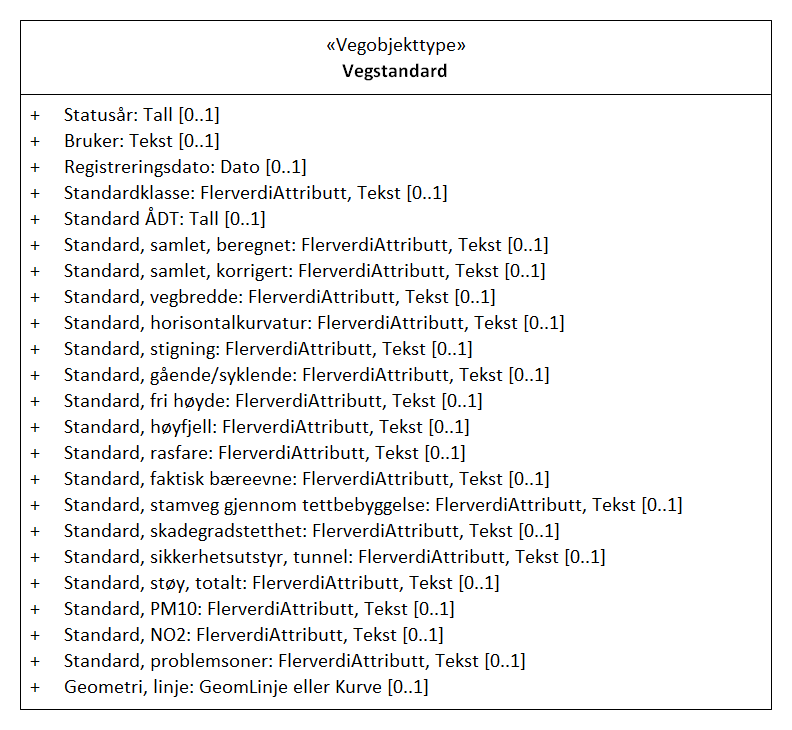 «Vegobjekttype»
Vegstandard
+ Statusår: Tall [0..1]
+ Bruker: Tekst [0..1]
+ Registreringsdato: Dato [0..1]
+ Standardklasse: FlerverdiAttributt, Tekst [0..1]
+ Standard ÅDT: Tall [0..1]
+ Standard, samlet, beregnet: FlerverdiAttributt, Tekst [0..1]
+ Standard, samlet, korrigert: FlerverdiAttributt, Tekst [0..1]
+ Standard, vegbredde: FlerverdiAttributt, Tekst [0..1]
+ Standard, horisontalkurvatur: FlerverdiAttributt, Tekst [0..1]
+ Standard, stigning: FlerverdiAttributt, Tekst [0..1]
+ Standard, gående/syklende: FlerverdiAttributt, Tekst [0..1]
+ Standard, fri høyde: FlerverdiAttributt, Tekst [0..1]
+ Standard, høyfjell: FlerverdiAttributt, Tekst [0..1]
+ Standard, rasfare: FlerverdiAttributt, Tekst [0..1]
+ Standard, faktisk bæreevne: FlerverdiAttributt, Tekst [0..1]
+ Standard, stamveg gjennom tettbebyggelse: FlerverdiAttributt, Tekst [0..1]
+ Standard, skadegradstetthet: FlerverdiAttributt, Tekst [0..1]
+ Standard, sikkerhetsutstyr, tunnel: FlerverdiAttributt, Tekst [0..1]
+ Standard, støy, totalt: FlerverdiAttributt, Tekst [0..1]
+ Standard, PM10: FlerverdiAttributt, Tekst [0..1]
+ Standard, NO2: FlerverdiAttributt, Tekst [0..1]
+ Standard, problemsoner: FlerverdiAttributt, Tekst [0..1]
+ Geometri, linje: GeomLinje eller Kurve [0..1]